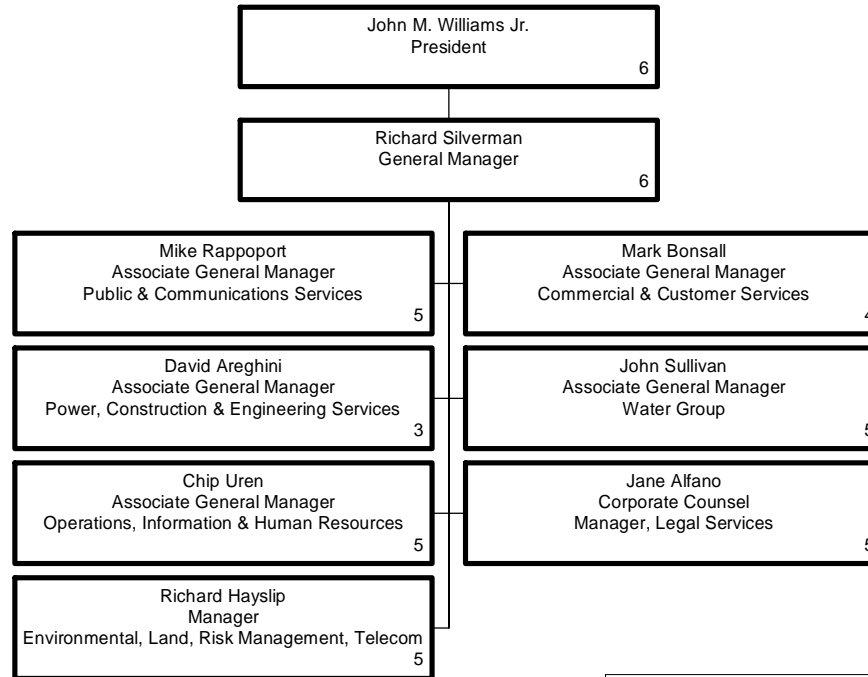 John M. Williams Jr.
President
6
Richard Silverman
General Manager
6
Mike Rappoport
Associate General Manager
Public & Communications Services
5
Mark Bonsall
Associate General Manager
Commercial & Customer Services
4
David Areghini
Associate General Manager
Power, Construction & Engineering Services
3
John Sullivan
Associate General Manager
Water Group
5
Chip Uren
Associate General Manager
Operations, Information & Human Resources
5
Jane Alfano
Corporate Counsel
Manager, Legal Services
5
Richard Hayslip
Manager
Environmental, Land, Risk Management, Telecom
5